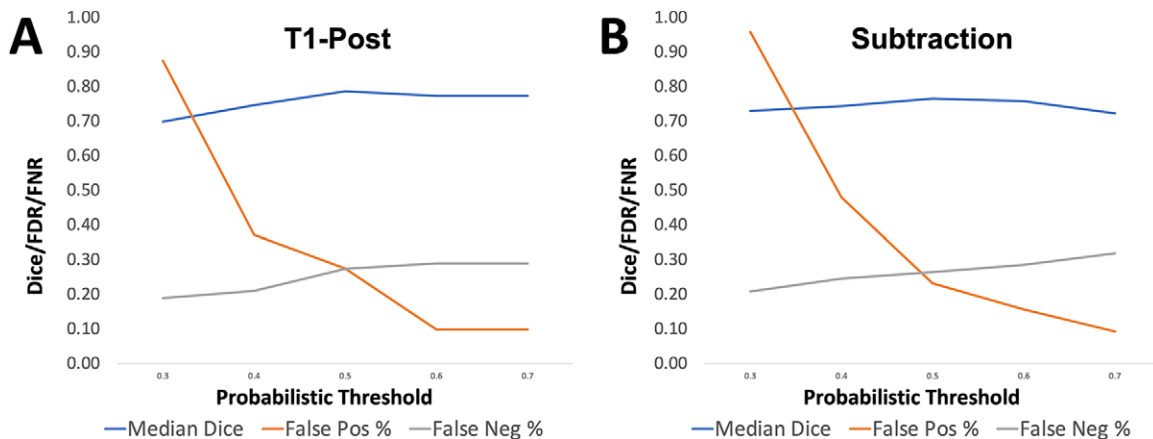 A
T1-Post
1.00
0.90
0.80
0.70
0.60
0.50
0.40
0.30
0.20
0.10
0.00
Dice/FDR/FNR
0.3 0.4 0.5 0.6 0.7
Probabilistic Threshold
Median Dice False Pos % False Neg %
B
Subtraction
1.00
0.90
0.80
0.70
0.60
0.50
0.40
0.30
0.20
0.10
0.00
Dice/FDR/FNR
0.3 0.4 0.5 0.6 0.7
Probabilistic Threshold
Median Dice False Pos % False Neg %